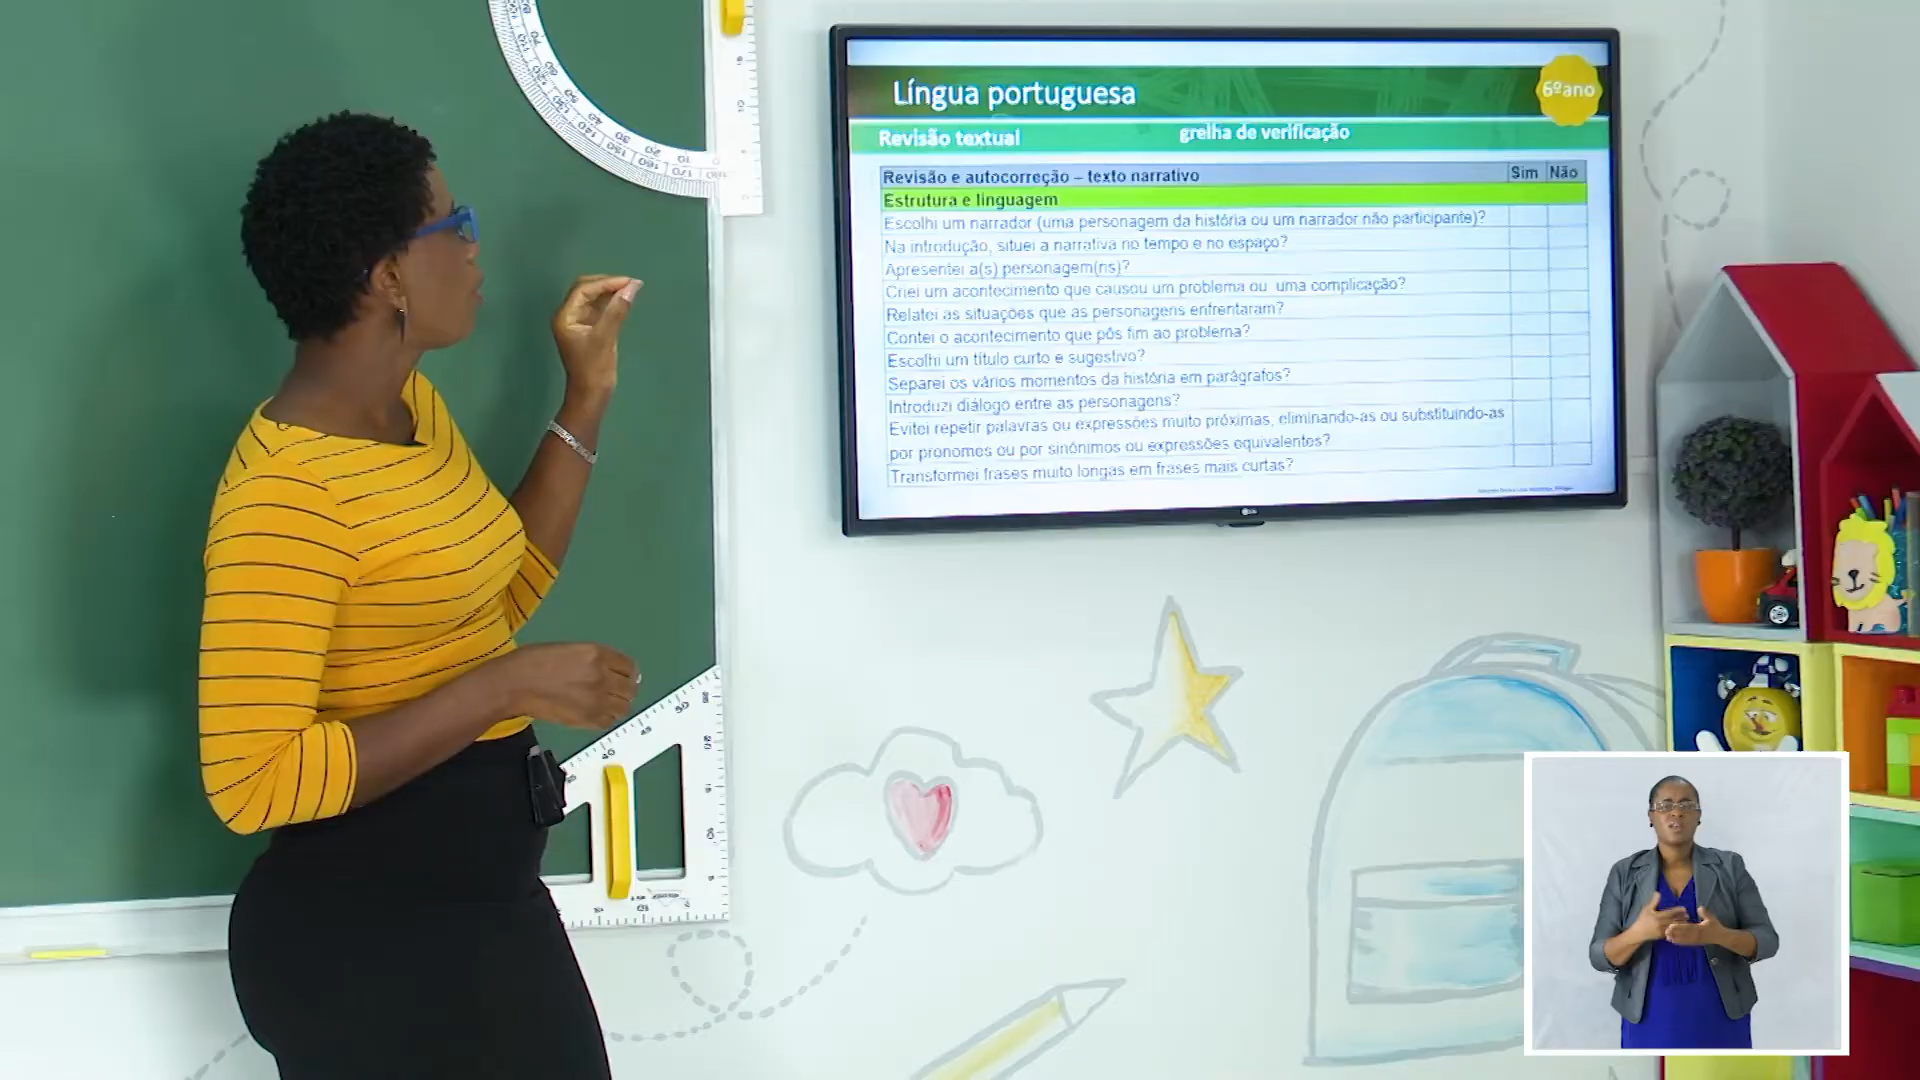 Língua portuguesa
6ºano
Revisão textual
grelha de verificação
Revisão e autocorreção – texto narrativo
Sim
Não
Estrutura e linguagem
Escolhi um narrador (uma personagem da história ou um narrador não participante)?
Na introdução, situei a narrativa no tempo e no espaço?
Apresentei a(s) personagem(ns)?
Criei um acontecimento que causou um problema ou uma complicação?
Relatei as situações que as personagens enfrentaram?
Contei o acontecimento que pôs fim ao problema?
Escolhi um título curto e sugestivo?
Separei os vários momentos da história em parágrafos?
Introduzi diálogo entre as personagens?
Evitei repetir palavras ou expressões muito próximas, eliminando-as ou substituindo-as
por pronomes ou por sinónimos ou expressões equivalentes?
Transformei frases muito longas em frases mais curtas?